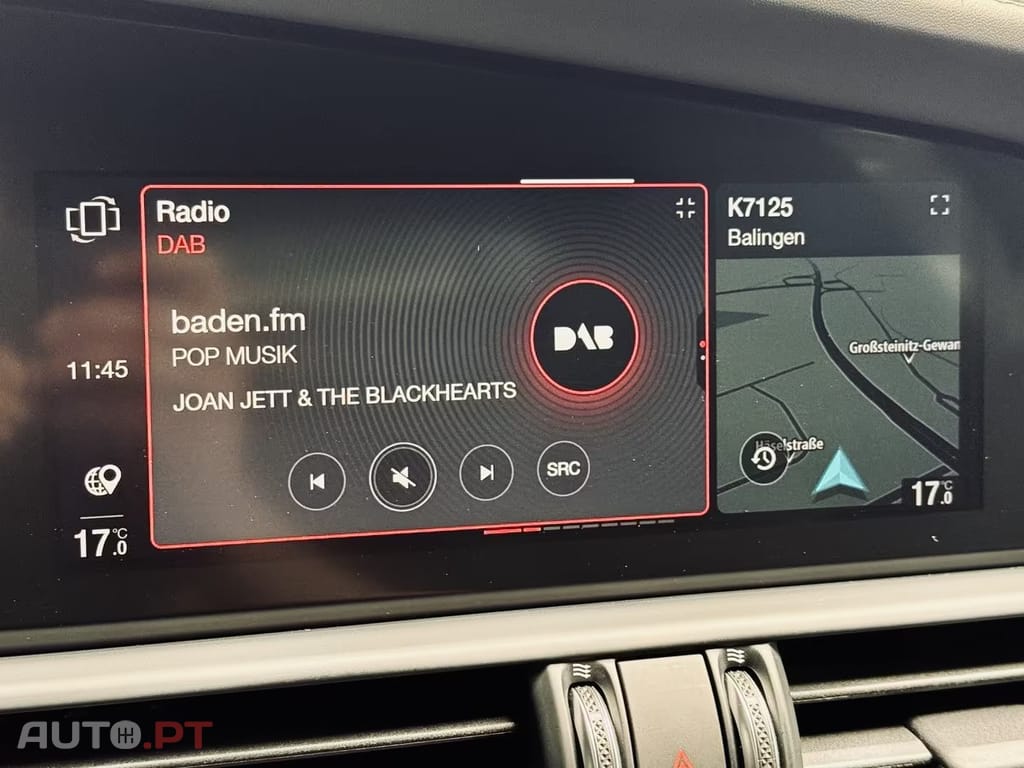 Radio
DAB
baden.fm
POP MUSIK
JOAN JETT & THE BLACKHEARTS
DAB
SRC
11:45
17.0°C
K7125
Balingen
Großsteinitz-Gewan
Häselstraße
17.0°C
AUTO.PT